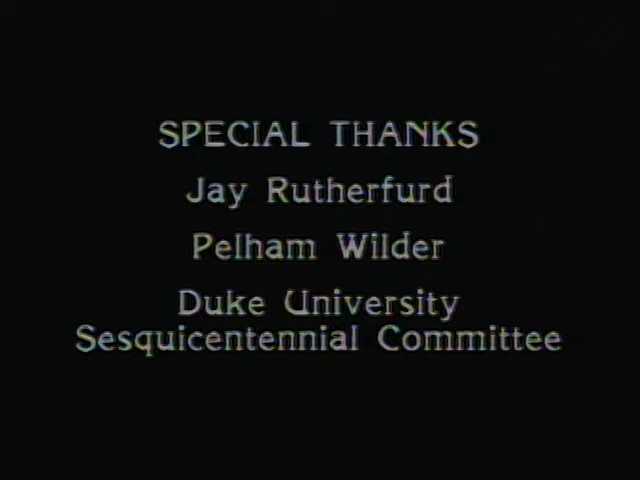 SPECIAL THANKS
Jay Rutherfurd
Pelham Wilder
Duke University
Sesquicentennial Committee